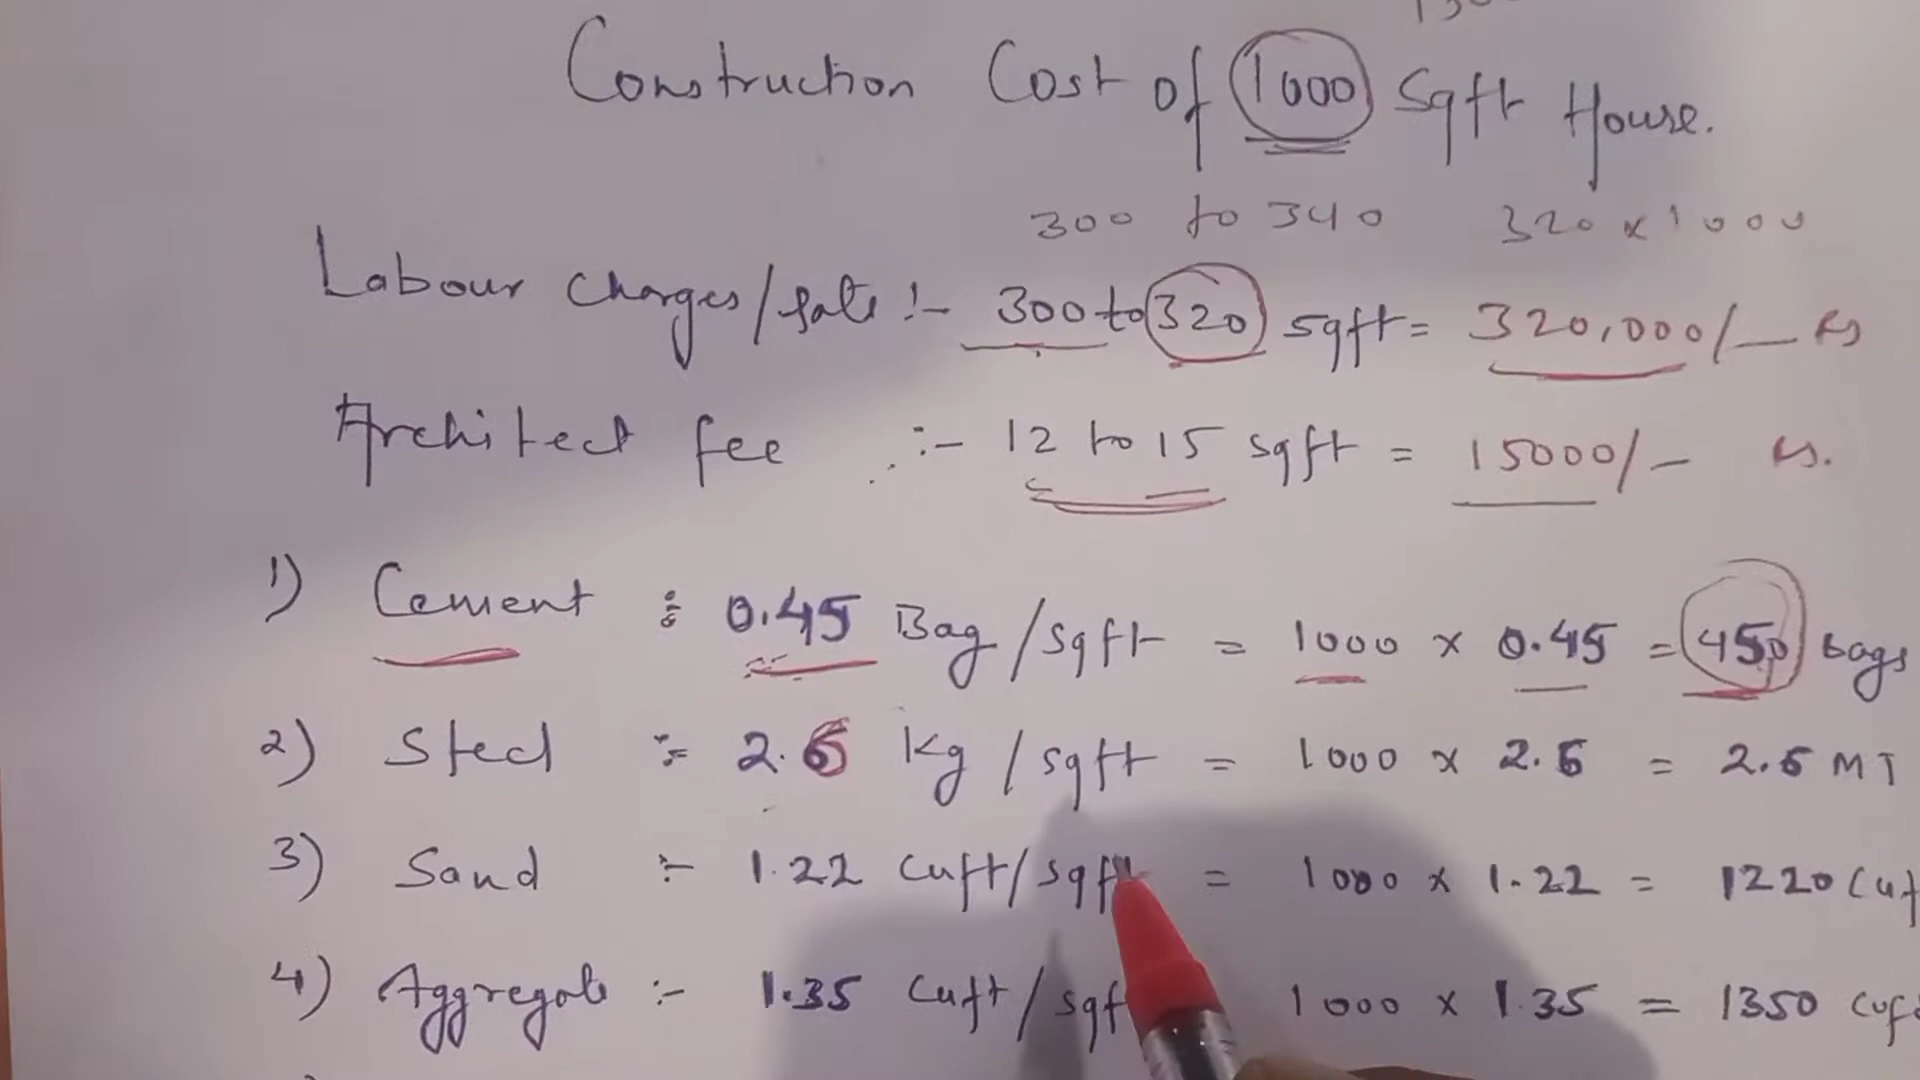 Construction Cost of 1000 Sqft House.
300 to 340 320 x 1000
Labour charges/rate :- 300 to 320 sqft = 320,000/- Rs
Architect fee :- 12 to 15 sqft = 15000/- Rs.
1) Cement : 0.45 Bag/sqft = 1000 x 0.45 = 450 bags
2) Steel :- 2.5 Kg/sqft = 1000 x 2.5 = 2.5 MT
3) Sand :- 1.22 Cuft/sqft = 1000 x 1.22 = 1220 Cuf
4) Aggregate :- 1.35 Cuft/sqf 1000 x 1.35 = 1350 Cuf